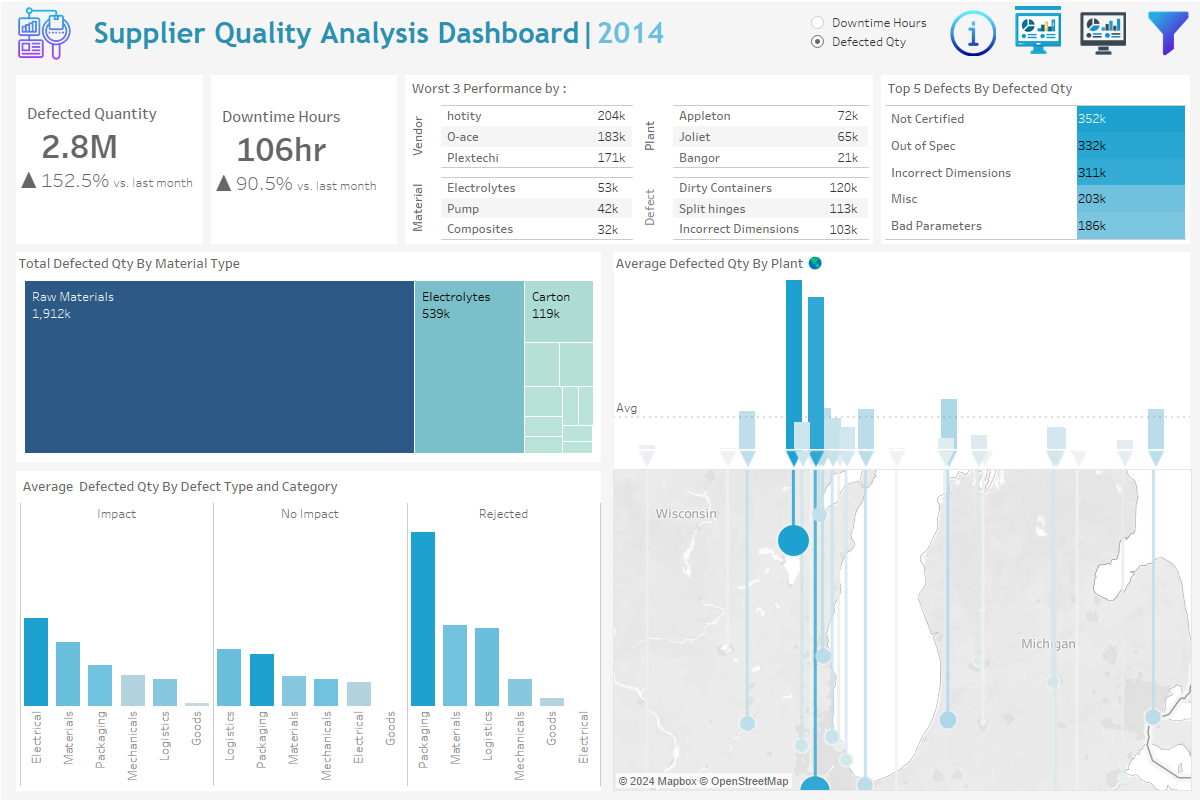 Supplier Quality Analysis Dashboard | 2014
Downtime Hours
Defected Qty
i
Defected Quantity
2.8M
▲ 152.5% vs. last month
Downtime Hours
106hr
▲ 90.5% vs. last month
Worst 3 Performance by :
Vendor
hotity 204k
O-ace 183k
Plextechi 171k
Plant
Appleton 72k
Joliet 65k
Bangor 21k
Material
Electrolytes 53k
Pump 42k
Composites 32k
Defect
Dirty Containers 120k
Split hinges 113k
Incorrect Dimensions 103k
Top 5 Defects By Defected Qty
Not Certified 352k
Out of Spec 332k
Incorrect Dimensions 311k
Misc 203k
Bad Parameters 186k
Total Defected Qty By Material Type
Raw Materials
1,912k
Electrolytes
539k
Carton
119k
Average Defected Qty By Plant
Avg
Wisconsin
Michigan
© 2024 Mapbox © OpenStreetMap
Average Defected Qty By Defect Type and Category
Impact
No Impact
Rejected
Electrical
Materials
Packaging
Mechanicals
Logistics
Goods
Logistics
Packaging
Materials
Mechanicals
Electrical
Goods
Packaging
Materials
Logistics
Mechanicals
Goods
Electrical